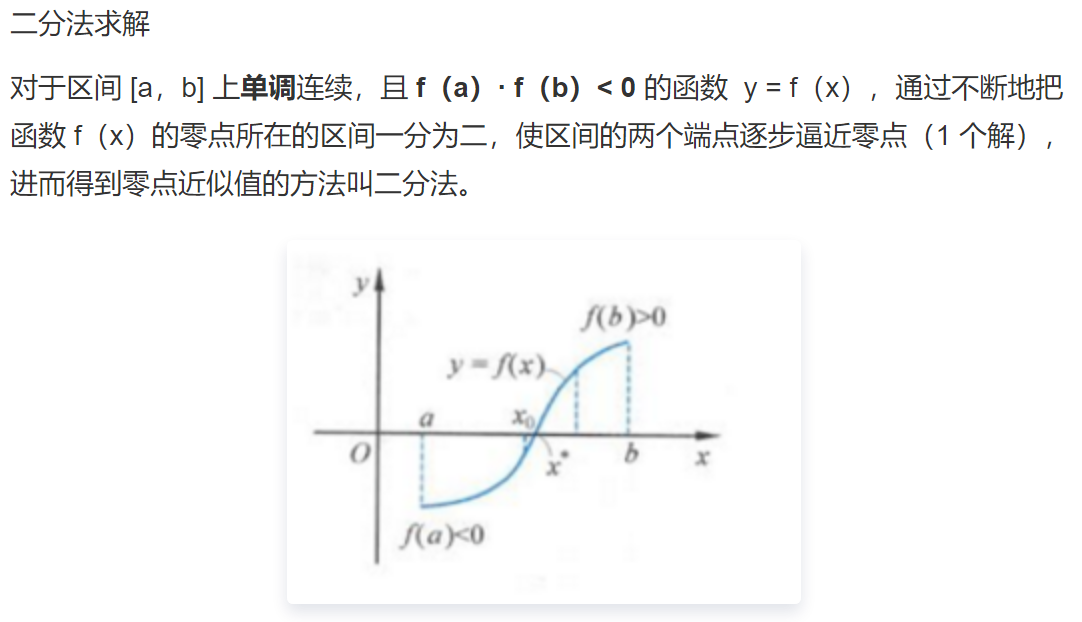 二分法求解
对于区间 [a，b] 上单调连续，且 f（a）· f（b）< 0 的函数 y = f（x），通过不断地把
函数 f（x）的零点所在的区间一分为二，使区间的两个端点逐步逼近零点（1 个解），
进而得到零点近似值的方法叫二分法。
y
f(b)>0
y = f(x)
a
x₀
O
x*
b
x
f(a)<0